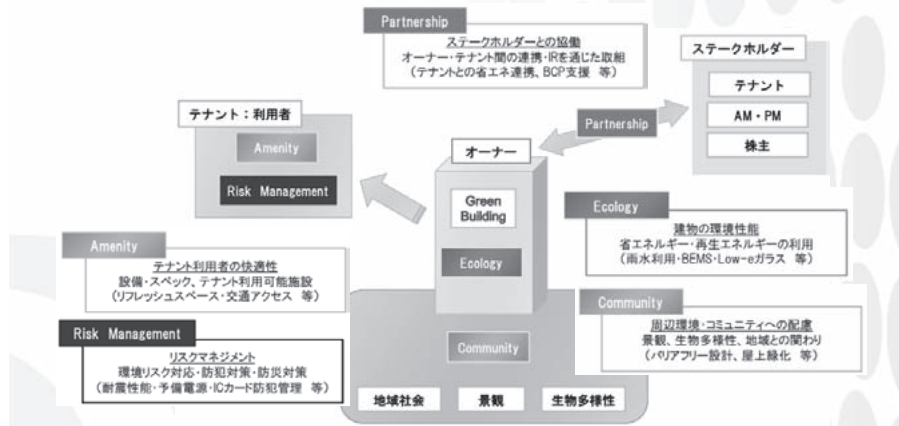 Partnership
ステークホルダーとの協働
オーナー・テナント間の連携・IRを通じた取組
(テナントとの省エネ連携、BCP支援 等)
ステークホルダー
テナント
AM・PM
株主
Partnership
テナント：利用者
Amenity
Risk Management
オーナー
Green
Building
Ecology
Ecology
建物の環境性能
省エネルギー・再生エネルギーの利用
(雨水利用・BEMS・Low-eガラス 等)
Amenity
テナント利用者の快適性
設備・スペック、テナント利用可能施設
(リフレッシュスペース・交通アクセス 等)
Community
周辺環境・コミュニティへの配慮
景観、生物多様性、地域との関わり
(バリアフリー設計、屋上緑化 等)
Risk Management
リスクマネジメント
環境リスク対応・防犯対策・防災対策
(耐震性能・予備電源・ICカード防犯管理 等)
Community
地域社会
景観
生物多様性